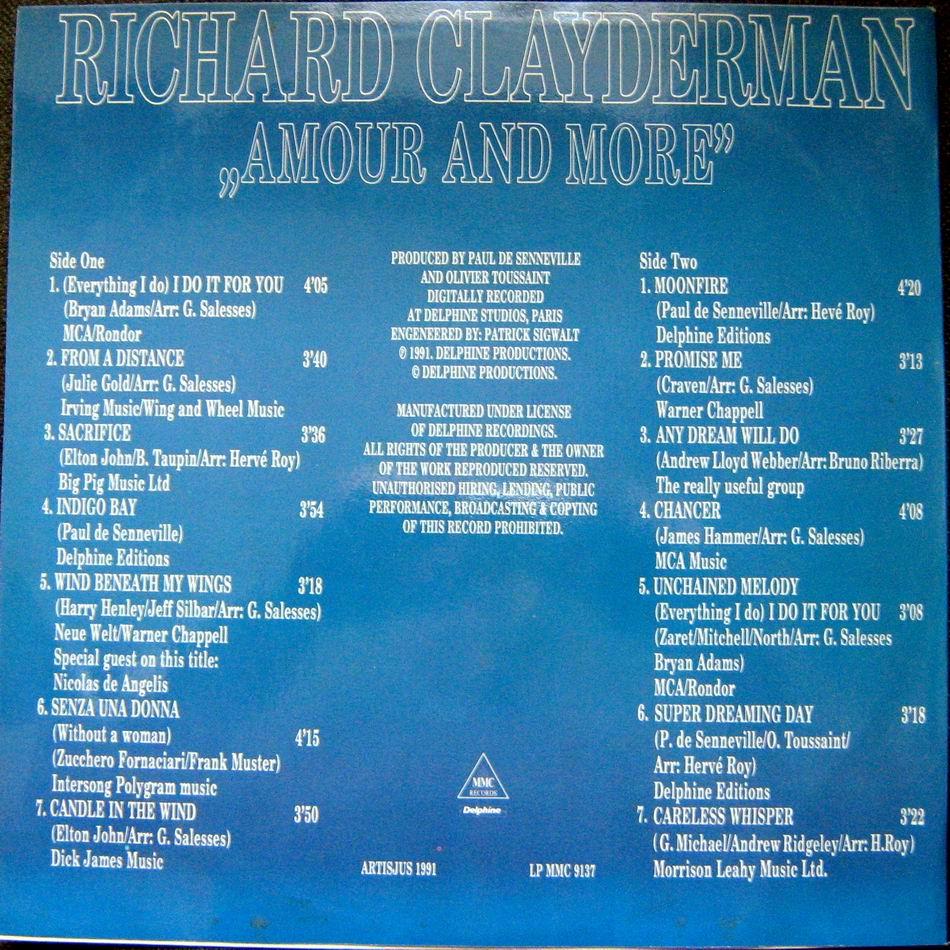 RICHARD CLAYDERMAN
„AMOUR AND MORE”
Side One
1. (Everything I do) I DO IT FOR YOU 4'05
(Bryan Adams/Arr: G. Salesses)
MCA/Rondor
2. FROM A DISTANCE 3'40
(Julie Gold/Arr: G. Salesses)
Irving Music/Wing and Wheel Music
3. SACRIFICE 3'36
(Elton John/B. Taupin/Arr: Hervé Roy)
Big Pig Music Ltd
4. INDIGO BAY 3'54
(Paul de Senneville)
Delphine Editions
5. WIND BENEATH MY WINGS 3'18
(Harry Henley/Jeff Silbar/Arr: G. Salesses)
Neue Welt/Warner Chappell
Special guest on this title:
Nicolas de Angelis
6. SENZA UNA DONNA
(Without a woman) 4'15
(Zucchero Fornaciari/Frank Muster)
Intersong Polygram music
7. CANDLE IN THE WIND 3'50
(Elton John/Arr: G. Salesses)
Dick James Music
PRODUCED BY PAUL DE SENNEVILLE
AND OLIVIER TOUSSAINT
DIGITALLY RECORDED
AT DELPHINE STUDIOS, PARIS
ENGENEERED BY: PATRICK SIGWALT
℗ 1991. DELPHINE PRODUCTIONS.
© DELPHINE PRODUCTIONS.
MANUFACTURED UNDER LICENSE
OF DELPHINE RECORDINGS.
ALL RIGHTS OF THE PRODUCER & THE OWNER
OF THE WORK REPRODUCED RESERVED.
UNAUTHORISED HIRING, LENDING, PUBLIC
PERFORMANCE, BROADCASTING & COPYING
OF THIS RECORD PROHIBITED.
Side Two
1. MOONFIRE 4'20
(Paul de Senneville/Arr: Hevé Roy)
Delphine Editions
2. PROMISE ME 3'13
(Craven/Arr: G. Salesses)
Warner Chappell
3. ANY DREAM WILL DO 3'27
(Andrew Lloyd Webber/Arr: Bruno Riberra)
The really useful group
4. CHANCER 4'08
(James Hammer/Arr: G. Salesses)
MCA Music
5. UNCHAINED MELODY
(Everything I do) I DO IT FOR YOU 3'08
(Zaret/Mitchell/North/Arr: G. Salesses
Bryan Adams)
MCA/Rondor
6. SUPER DREAMING DAY 3'18
(P. de Senneville/O. Toussaint/
Arr: Hervé Roy)
Delphine Editions
7. CARELESS WHISPER 3'22
(G. Michael/Andrew Ridgeley/Arr: H.Roy)
Morrison Leahy Music Ltd.
MMC
RECORDS
Delphine
ARTISJUS 1991 LP MMC 9137